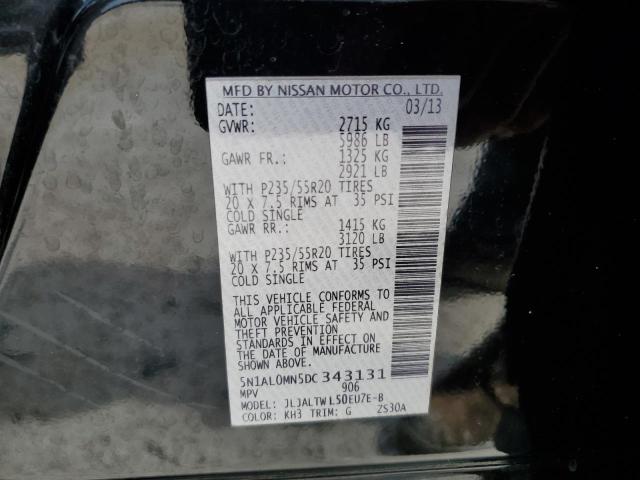 MFD BY NISSAN MOTOR CO., LTD.
DATE: 03/13
GVWR: 2715 KG
5986 LB
GAWR FR.: 1325 KG
2921 LB
WITH P235/55R20 TIRES
20 X 7.5 RIMS AT 35 PSI
COLD SINGLE
GAWR RR.: 1415 KG
3120 LB
WITH P235/55R20 TIRES
20 X 7.5 RIMS AT 35 PSI
COLD SINGLE
THIS VEHICLE CONFORMS TO
ALL APPLICABLE FEDERAL
MOTOR VEHICLE SAFETY AND
THEFT PREVENTION
STANDARDS IN EFFECT ON
THE DATE OF MANUFACTURE
SHOWN ABOVE.
5N1AL0MN5DC 343131
MPV 906
MODEL: JLJALTWL50EU7E-B
COLOR: KH3 TRIM: G ZS30A